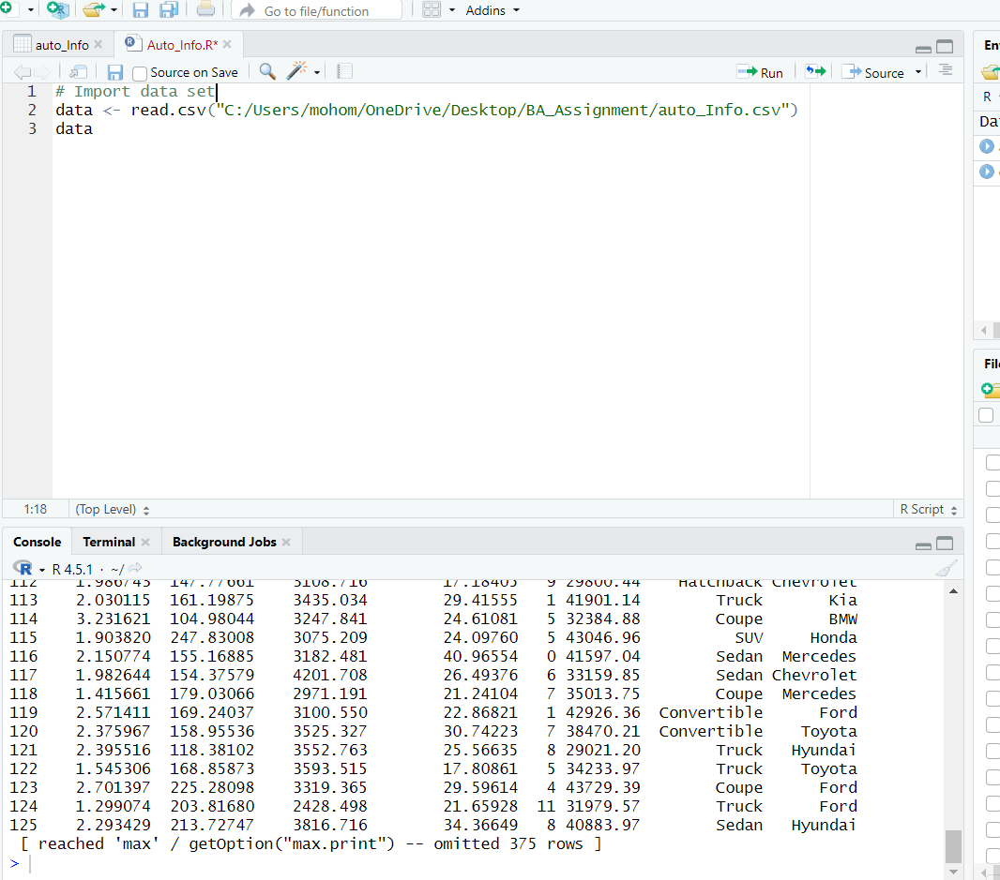 Go to file/function
Addins
auto_Info
Auto_Info.R*
Source on Save
Run
Source
1 # Import data set
2 data <- read.csv("C:/Users/mohom/OneDrive/Desktop/BA_Assignment/auto_Info.csv")
3 data
1:18 (Top Level) R Script
Console Terminal Background Jobs
R 4.5.1 · ~/
112 1.986743 147.77661 3108.716 17.18405 9 29800.44 Hatchback Chevrolet
113 2.030115 161.19875 3435.034 29.41555 1 41901.14 Truck Kia
114 3.231621 104.98044 3247.841 24.61081 5 32384.88 Coupe BMW
115 1.903820 247.83008 3075.209 24.09760 5 43046.96 SUV Honda
116 2.150774 155.16885 3182.481 40.96554 0 41597.04 Sedan Mercedes
117 1.982644 154.37579 4201.708 26.49376 6 33159.85 Sedan Chevrolet
118 1.415661 179.03066 2971.191 21.24104 7 35013.75 Coupe Mercedes
119 2.571411 169.24037 3100.550 22.86821 1 42926.36 Convertible Ford
120 2.375967 158.95536 3525.327 30.74223 7 38470.21 Convertible Toyota
121 2.395516 118.38102 3552.763 25.56635 8 29021.20 Truck Hyundai
122 1.545306 168.85873 3593.515 17.80861 5 34233.97 Truck Toyota
123 2.701397 225.28098 3319.365 29.59614 4 43729.39 Coupe Ford
124 1.299074 203.81680 2428.498 21.65928 11 31979.57 Truck Ford
125 2.293429 213.72747 3816.716 34.36649 8 40883.97 Sedan Hyundai
[ reached 'max' / getOption("max.print") -- omitted 375 rows ]
>
R